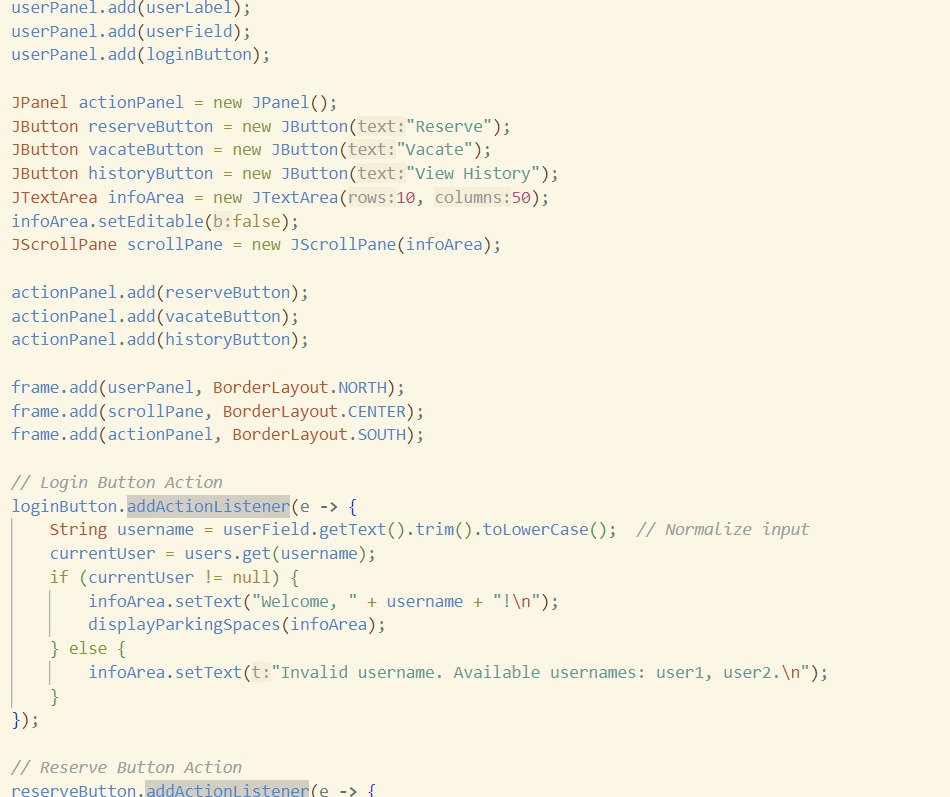 userPanel.add(userLabel);
userPanel.add(userField);
userPanel.add(loginButton);
JPanel actionPanel = new JPanel();
JButton reserveButton = new JButton(text:"Reserve");
JButton vacateButton = new JButton(text:"Vacate");
JButton historyButton = new JButton(text:"View History");
JTextArea infoArea = new JTextArea(rows:10, columns:50);
infoArea.setEditable(b:false);
JScrollPane scrollPane = new JScrollPane(infoArea);
actionPanel.add(reserveButton);
actionPanel.add(vacateButton);
actionPanel.add(historyButton);
frame.add(userPanel, BorderLayout.NORTH);
frame.add(scrollPane, BorderLayout.CENTER);
frame.add(actionPanel, BorderLayout.SOUTH);
// Login Button Action
loginButton.addActionListener(e -> {
    String username = userField.getText().trim().toLowerCase();  // Normalize input
    currentUser = users.get(username);
    if (currentUser != null) {
        infoArea.setText("Welcome, " + username + "!\n");
        displayParkingSpaces(infoArea);
    } else {
        infoArea.setText(t:"Invalid username. Available usernames: user1, user2.\n");
    }
});
// Reserve Button Action
reserveButton.addActionListener(e -> {